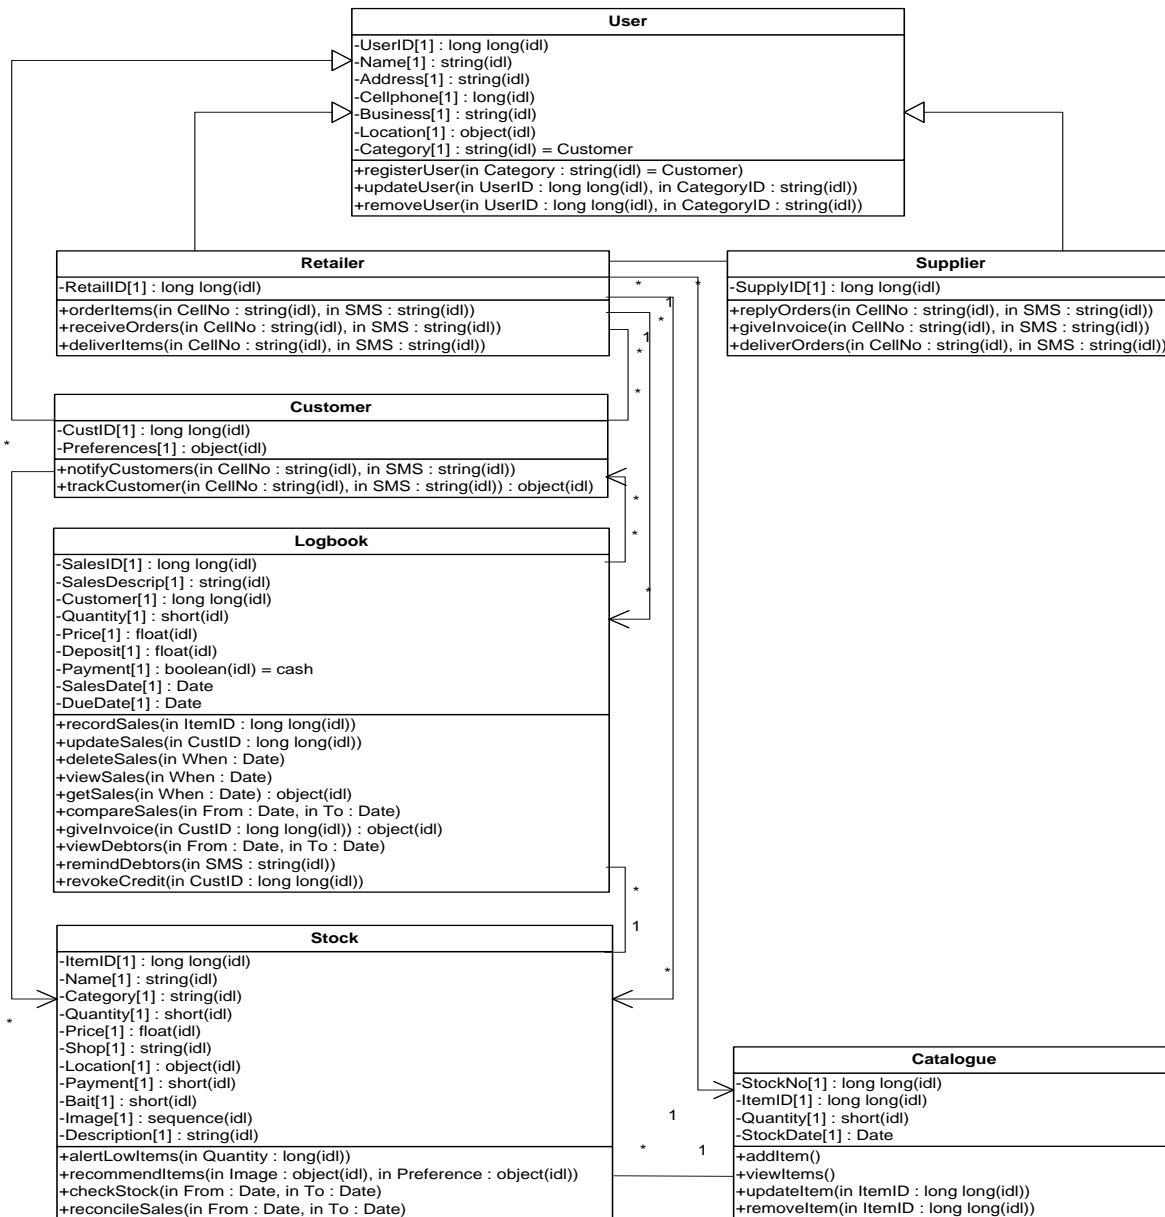 User
-UserID[1] : long long(idl)
-Name[1] : string(idl)
-Address[1] : string(idl)
-Cellphone[1] : long(idl)
-Business[1] : string(idl)
-Location[1] : object(idl)
-Category[1] : string(idl) = Customer
+registerUser(in Category : string(idl) = Customer)
+updateUser(in UserID : long long(idl), in CategoryID : string(idl))
+removeUser(in UserID : long long(idl), in CategoryID : string(idl))
Retailer
-RetailID[1] : long long(idl)
+orderItems(in CellNo : string(idl), in SMS : string(idl))
+receiveOrders(in CellNo : string(idl), in SMS : string(idl))
+deliverItems(in CellNo : string(idl), in SMS : string(idl))
*
*
1
*
1
*
*
Supplier
-SupplyID[1] : long long(idl)
+replyOrders(in CellNo : string(idl), in SMS : string(idl))
+giveInvoice(in CellNo : string(idl), in SMS : string(idl))
+deliverOrders(in CellNo : string(idl), in SMS : string(idl))
Customer
-CustID[1] : long long(idl)
-Preferences[1] : object(idl)
+notifyCustomers(in CellNo : string(idl), in SMS : string(idl))
+trackCustomer(in CellNo : string(idl), in SMS : string(idl)) : object(idl)
*
*
*
*
Logbook
-SalesID[1] : long long(idl)
-SalesDescrip[1] : string(idl)
-Customer[1] : long long(idl)
-Quantity[1] : short(idl)
-Price[1] : float(idl)
-Deposit[1] : float(idl)
-Payment[1] : boolean(idl) = cash
-SalesDate[1] : Date
-DueDate[1] : Date
+recordSales(in ItemID : long long(idl))
+updateSales(in CustID : long long(idl))
+deleteSales(in When : Date)
+viewSales(in When : Date)
+getSales(in When : Date) : object(idl)
+compareSales(in From : Date, in To : Date)
+giveInvoice(in CustID : long long(idl)) : object(idl)
+viewDebtors(in From : Date, in To : Date)
+remindDebtors(in SMS : string(idl))
+revokeCredit(in CustID : long long(idl))
*
1
*
*
Stock
-ItemID[1] : long long(idl)
-Name[1] : string(idl)
-Category[1] : string(idl)
-Quantity[1] : short(idl)
-Price[1] : float(idl)
-Shop[1] : string(idl)
-Location[1] : object(idl)
-Payment[1] : short(idl)
-Bait[1] : short(idl)
-Image[1] : sequence(idl)
-Description[1] : string(idl)
+alertLowItems(in Quantity : long(idl))
+recommendItems(in Image : object(idl), in Preference : object(idl))
+checkStock(in From : Date, in To : Date)
+reconcileSales(in From : Date, in To : Date)
1
*
1
Catalogue
-StockNo[1] : long long(idl)
-ItemID[1] : long long(idl)
-Quantity[1] : short(idl)
-StockDate[1] : Date
+addItem()
+viewItems()
+updateItem(in ItemID : long long(idl))
+removeItem(in ItemID : long long(idl))